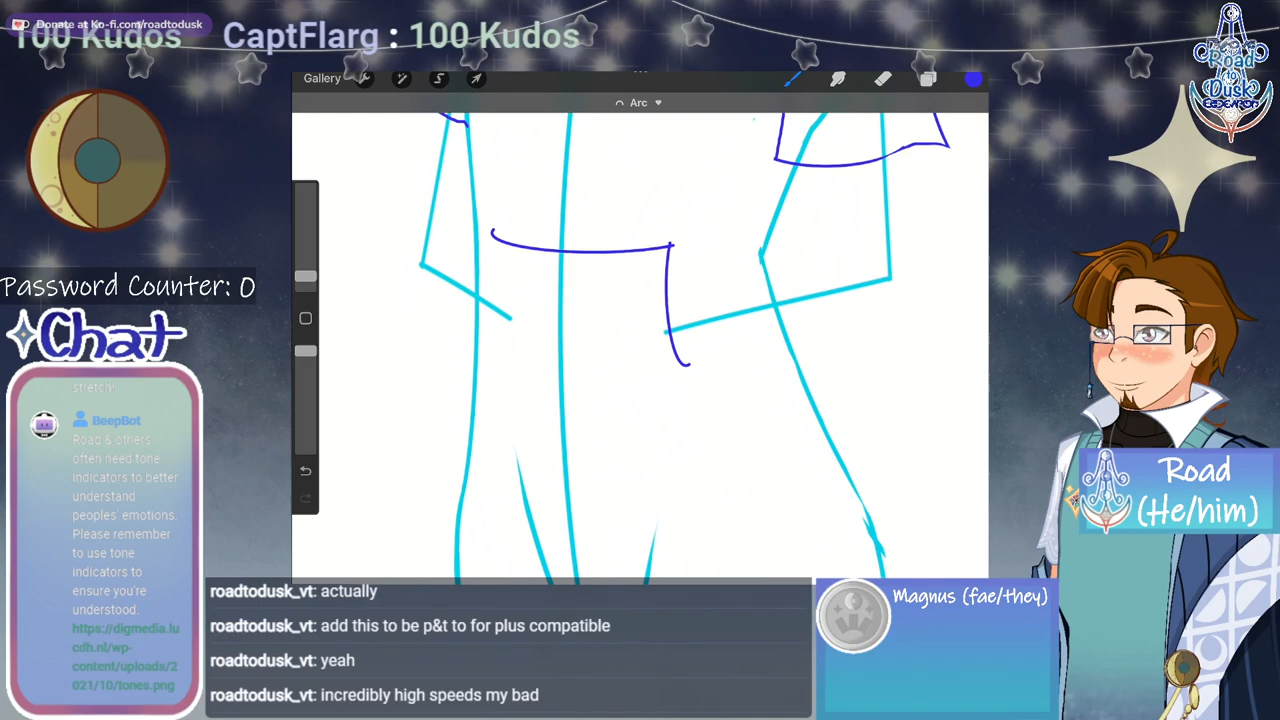 Donate at Ko-fi.com/roadtodusk
100 Kudos CaptFlarg : 100 Kudos
Road
to
Dusk
Gallery
Arc
Password Counter: 0
Chat
stretch!
BeepBot
Road & others
often need tone
indicators to better
understand
peoples' emotions.
Please remember
to use tone
indicators to
ensure you're
understood.
https://digmedia.lu
cdh.nl/wp-
content/uploads/2
021/10/tones.png
roadtodusk_vt: actually
roadtodusk_vt: add this to be p&t to for plus compatible
roadtodusk_vt: yeah
roadtodusk_vt: incredibly high speeds my bad
Magnus (fae/they)
Road
(He/him)